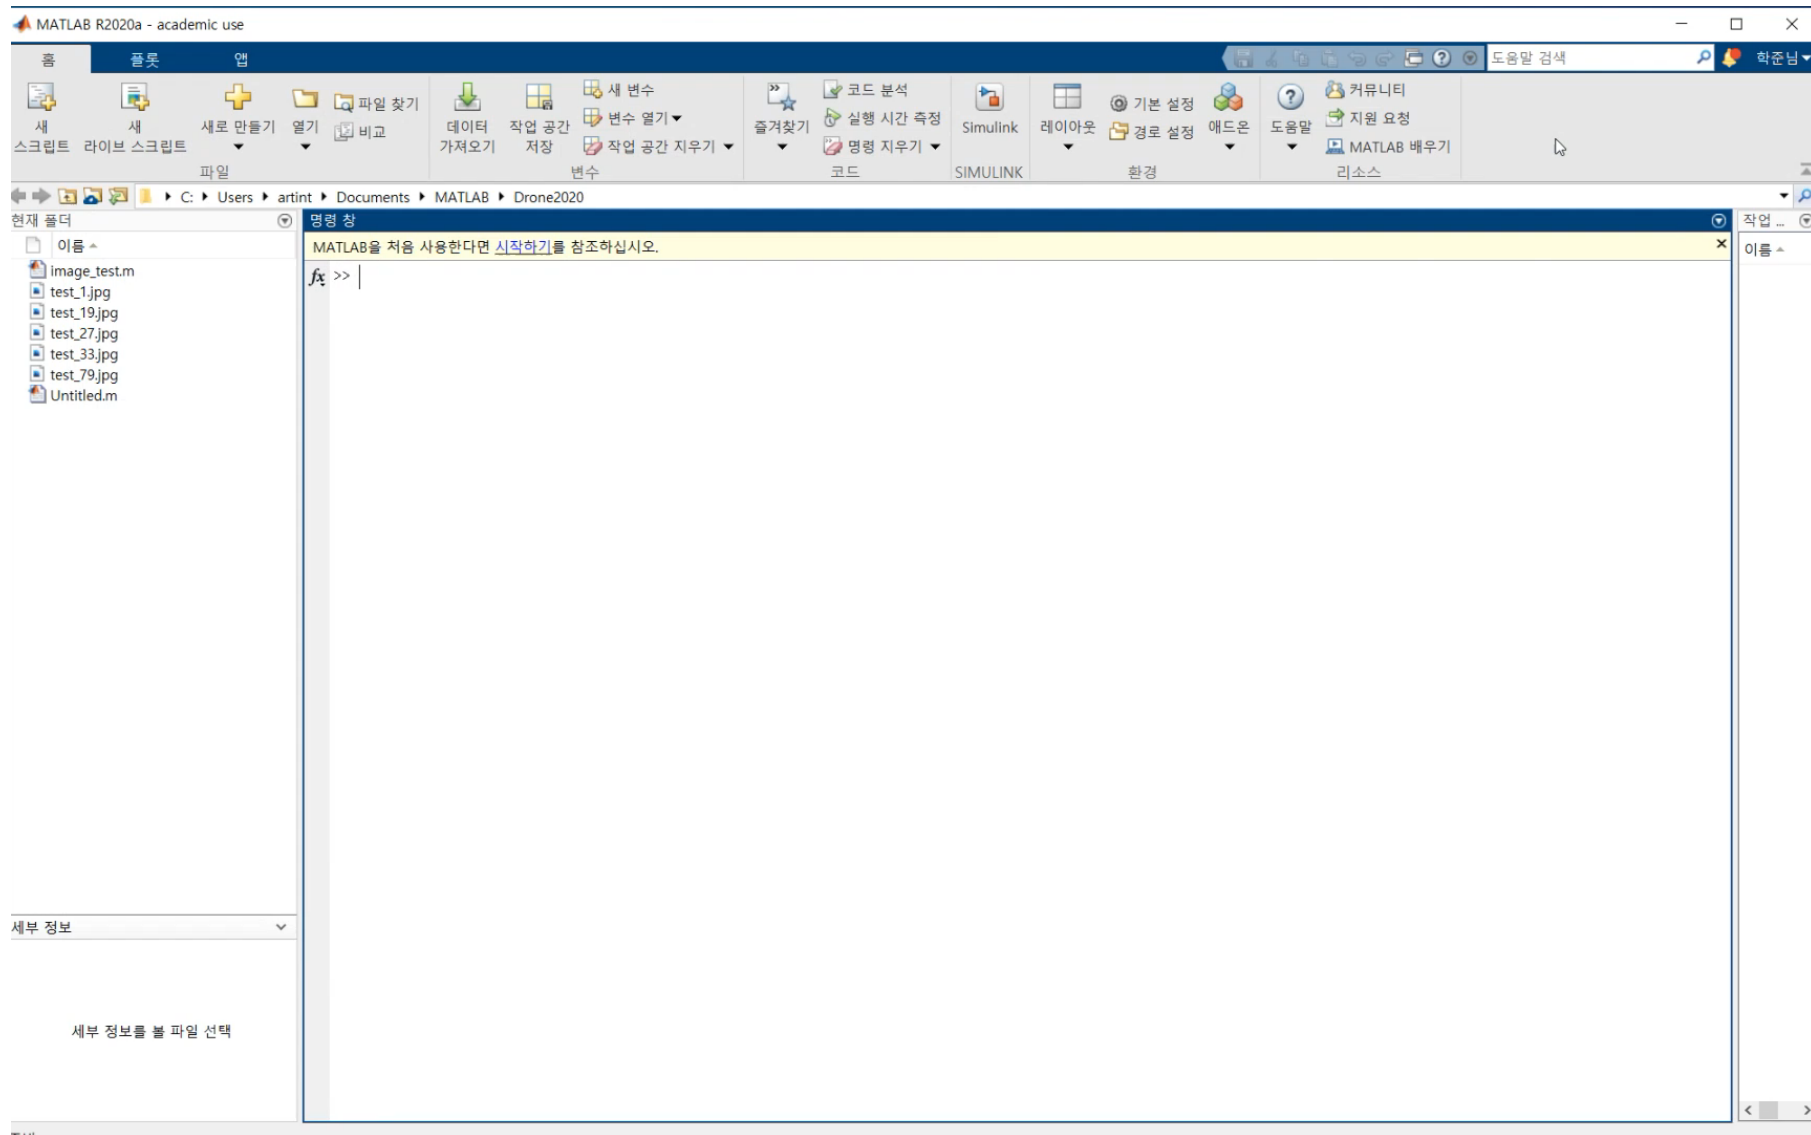 MATLAB R2020a - academic use
홈 플롯 앱
도움말 검색
학준님
새 스크립트
새 라이브 스크립트
새로 만들기
열기
파일 찾기
비교
파일
데이터 가져오기
작업 공간 저장
새 변수
변수 열기
작업 공간 지우기
변수
즐겨찾기
코드 분석
실행 시간 측정
명령 지우기
코드
Simulink
SIMULINK
레이아웃
기본 설정
경로 설정
애드온
환경
도움말
커뮤니티
지원 요청
MATLAB 배우기
리소스
C: Users artint Documents MATLAB Drone2020
현재 폴더
이름
image_test.m
test_1.jpg
test_19.jpg
test_27.jpg
test_33.jpg
test_79.jpg
Untitled.m
세부 정보
세부 정보를 볼 파일 선택
명령 창
MATLAB을 처음 사용한다면 시작하기를 참조하십시오.
fx >>
작업 ...
이름